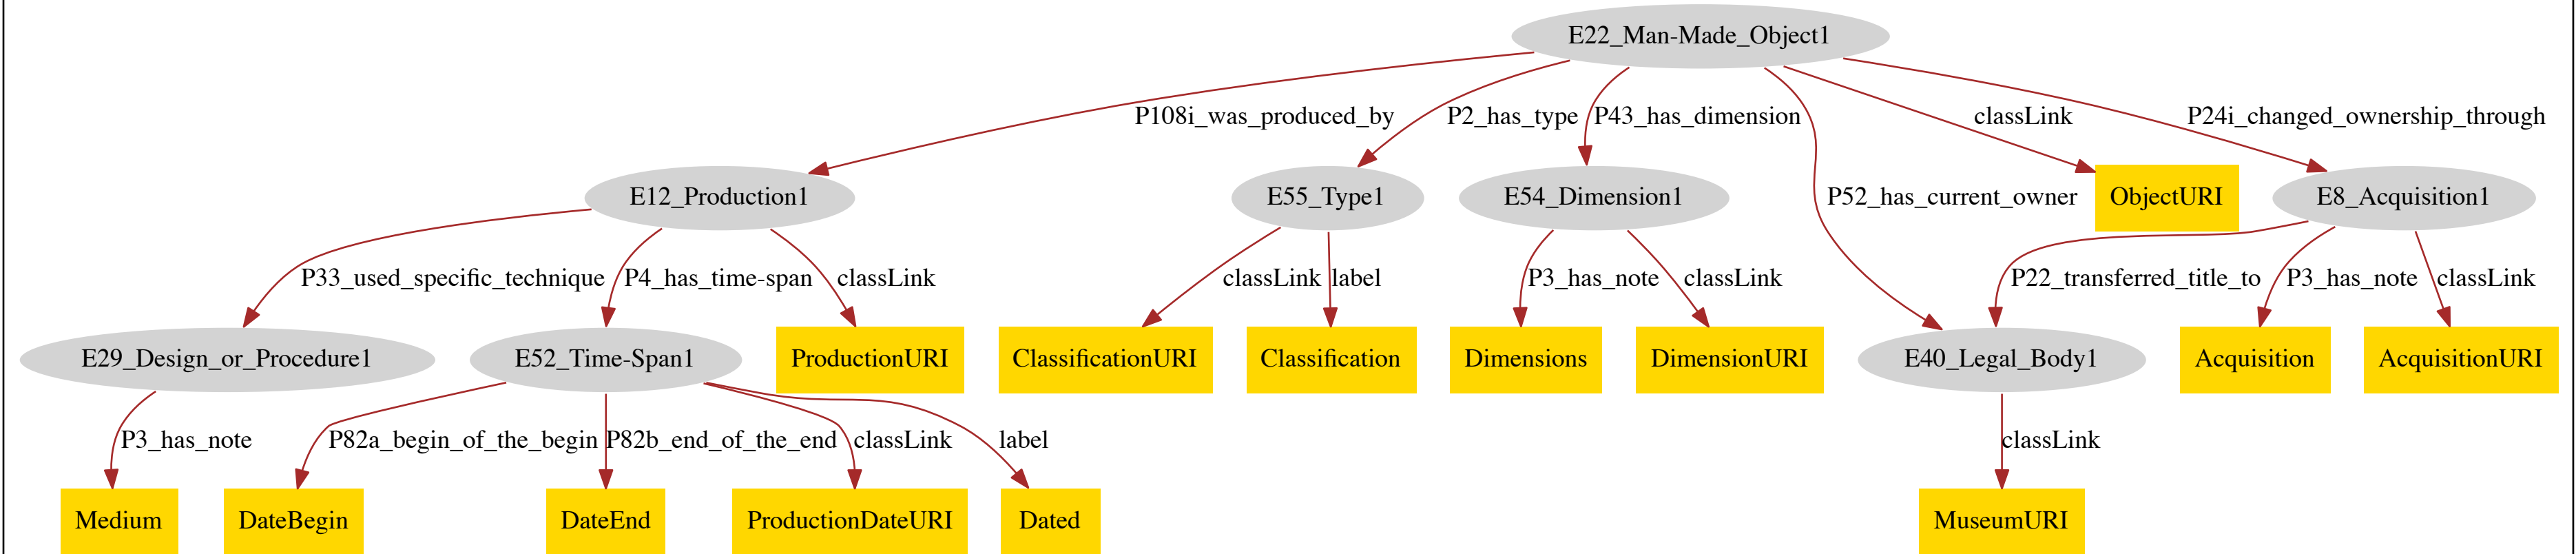 E22_Man-Made_Object1
P108i_was_produced_by
P2_has_type
P43_has_dimension
classLink
P24i_changed_ownership_through
E12_Production1
E55_Type1
E54_Dimension1
P52_has_current_owner
ObjectURI
E8_Acquisition1
P33_used_specific_technique
P4_has_time-span
classLink
classLink
label
P3_has_note
classLink
P22_transferred_title_to
P3_has_note
classLink
E29_Design_or_Procedure1
E52_Time-Span1
ProductionURI
ClassificationURI
Classification
Dimensions
DimensionURI
E40_Legal_Body1
Acquisition
AcquisitionURI
P3_has_note
P82a_begin_of_the_begin
P82b_end_of_the_end
classLink
label
classLink
Medium
DateBegin
DateEnd
ProductionDateURI
Dated
MuseumURI